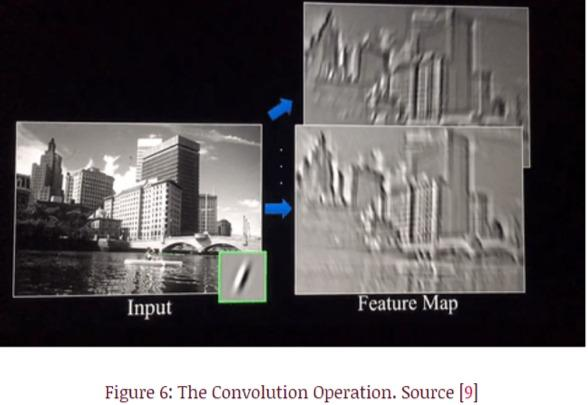 Input
Feature Map
Figure 6: The Convolution Operation. Source [9]